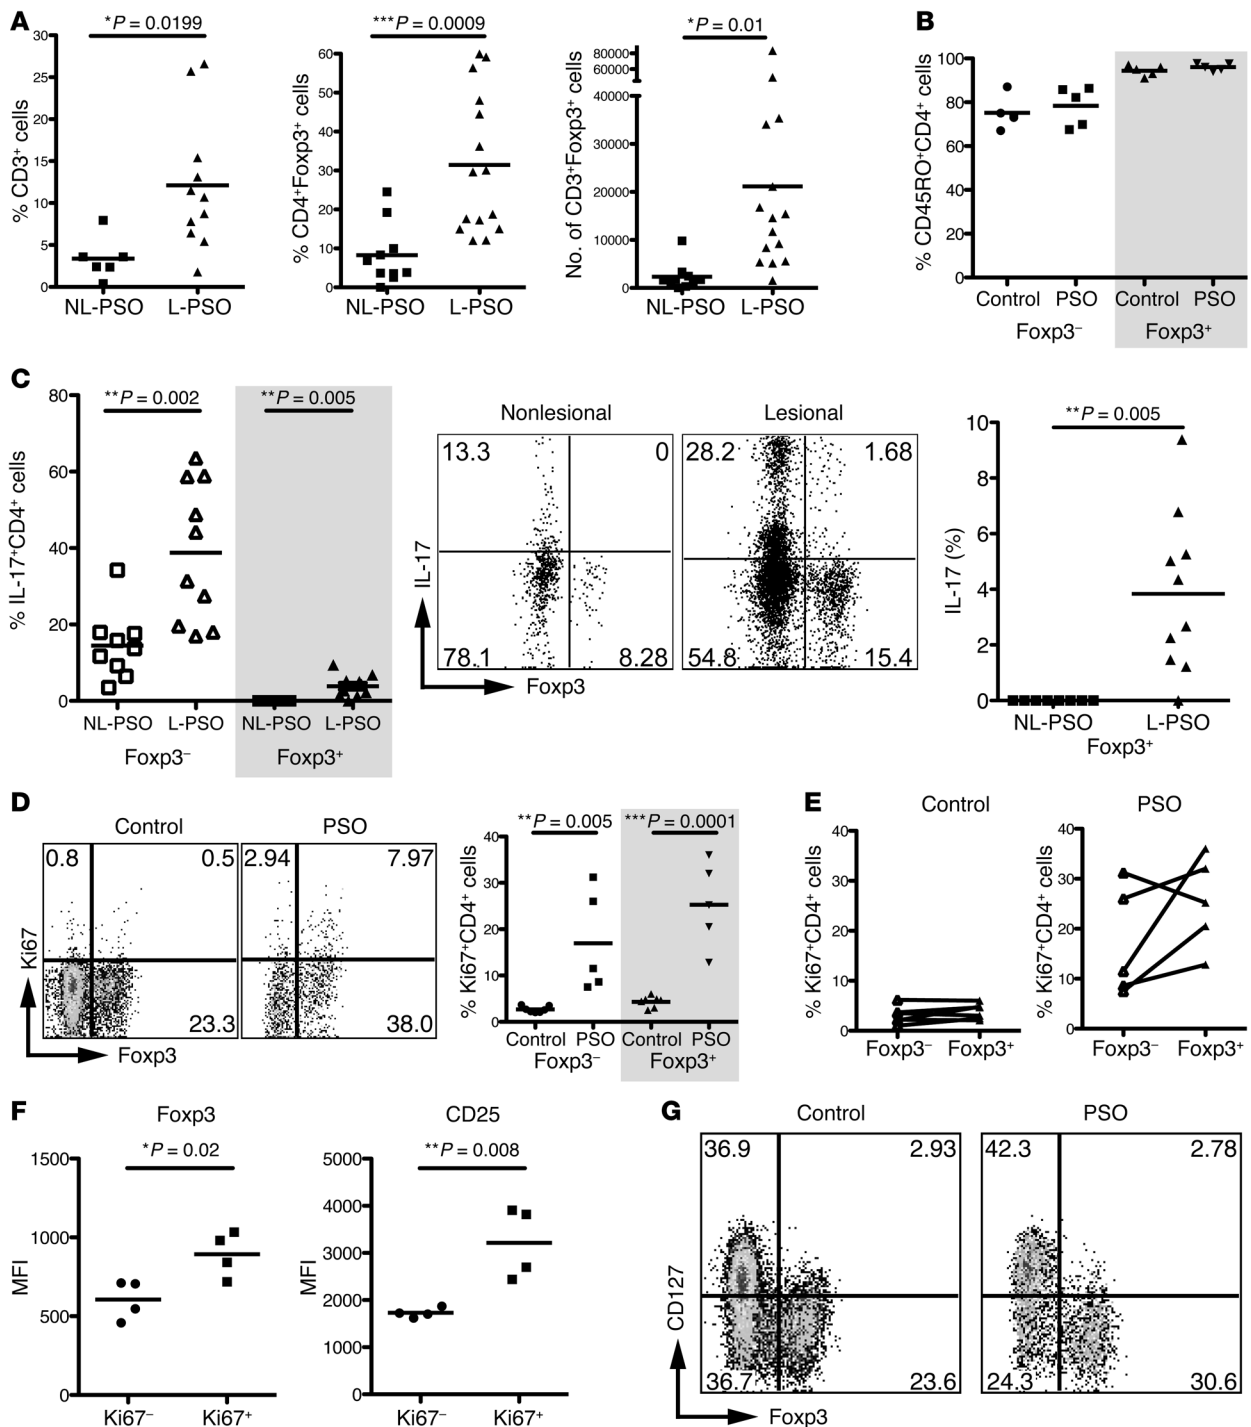 A
*P = 0.0199
% CD3⁺ cells
30
25
20
15
10
5
0
NL-PSO L-PSO
***P = 0.0009
% CD4⁺Foxp3⁺ cells
60
50
40
30
20
10
0
NL-PSO L-PSO
*P = 0.01
No. of CD3⁺Foxp3⁺ cells
80000
60000
40000
30000
20000
10000
0
NL-PSO L-PSO
B
% CD45RO⁺CD4⁺ cells
100
80
60
40
20
0
Control PSO Control PSO
Foxp3⁻ Foxp3⁺
C
**P = 0.002 **P = 0.005
% IL-17⁺CD4⁺ cells
80
60
40
20
0
NL-PSO L-PSO NL-PSO L-PSO
Foxp3⁻ Foxp3⁺
Nonlesional Lesional
13.3 0 28.2 1.68
IL-17
78.1 8.28 54.8 15.4
Foxp3
**P = 0.005
IL-17 (%)
10
8
6
4
2
0
NL-PSO L-PSO
Foxp3⁺
D
Control PSO
0.8 0.5 2.94 7.97
Ki67
23.3 38.0
Foxp3
**P = 0.005 ***P = 0.0001
% Ki67⁺CD4⁺ cells
40
30
20
10
0
Control PSO Control PSO
Foxp3⁻ Foxp3⁺
E
Control
% Ki67⁺CD4⁺ cells
40
30
20
10
0
Foxp3⁻ Foxp3⁺
PSO
% Ki67⁺CD4⁺ cells
40
30
20
10
0
Foxp3⁻ Foxp3⁺
F
Foxp3
*P = 0.02
MFI
1500
1000
500
0
Ki67⁻ Ki67⁺
CD25
**P = 0.008
MFI
5000
4000
3000
2000
1000
0
Ki67⁻ Ki67⁺
G
Control PSO
36.9 2.93 42.3 2.78
CD127
36.7 23.6 24.3 30.6
Foxp3